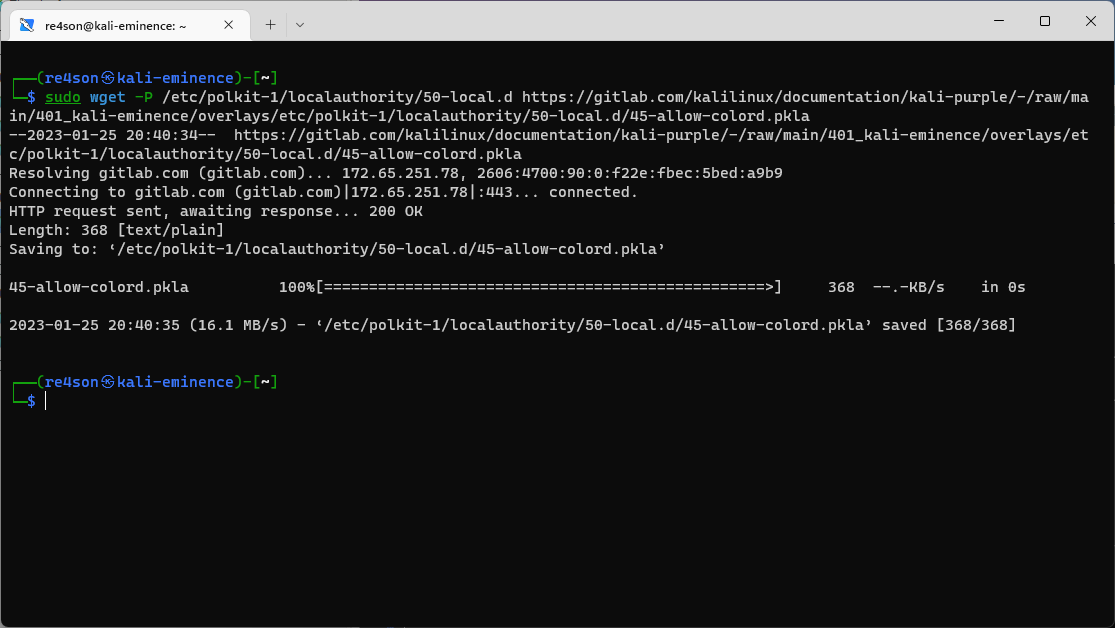 re4son@kali-eminence: ~
┌──(re4son㉿kali-eminence)-[~]
└─$ sudo wget -P /etc/polkit-1/localauthority/50-local.d https://gitlab.com/kalilinux/documentation/kali-purple/-/raw/ma
in/401_kali-eminence/overlays/etc/polkit-1/localauthority/50-local.d/45-allow-colord.pkla
--2023-01-25 20:40:34--  https://gitlab.com/kalilinux/documentation/kali-purple/-/raw/main/401_kali-eminence/overlays/et
c/polkit-1/localauthority/50-local.d/45-allow-colord.pkla
Resolving gitlab.com (gitlab.com)... 172.65.251.78, 2606:4700:90:0:f22e:fbec:5bed:a9b9
Connecting to gitlab.com (gitlab.com)|172.65.251.78|:443... connected.
HTTP request sent, awaiting response... 200 OK
Length: 368 [text/plain]
Saving to: ‘/etc/polkit-1/localauthority/50-local.d/45-allow-colord.pkla’
45-allow-colord.pkla          100%[=================================================>]     368  --.-KB/s    in 0s
2023-01-25 20:40:35 (16.1 MB/s) - ‘/etc/polkit-1/localauthority/50-local.d/45-allow-colord.pkla’ saved [368/368]
┌──(re4son㉿kali-eminence)-[~]
└─$